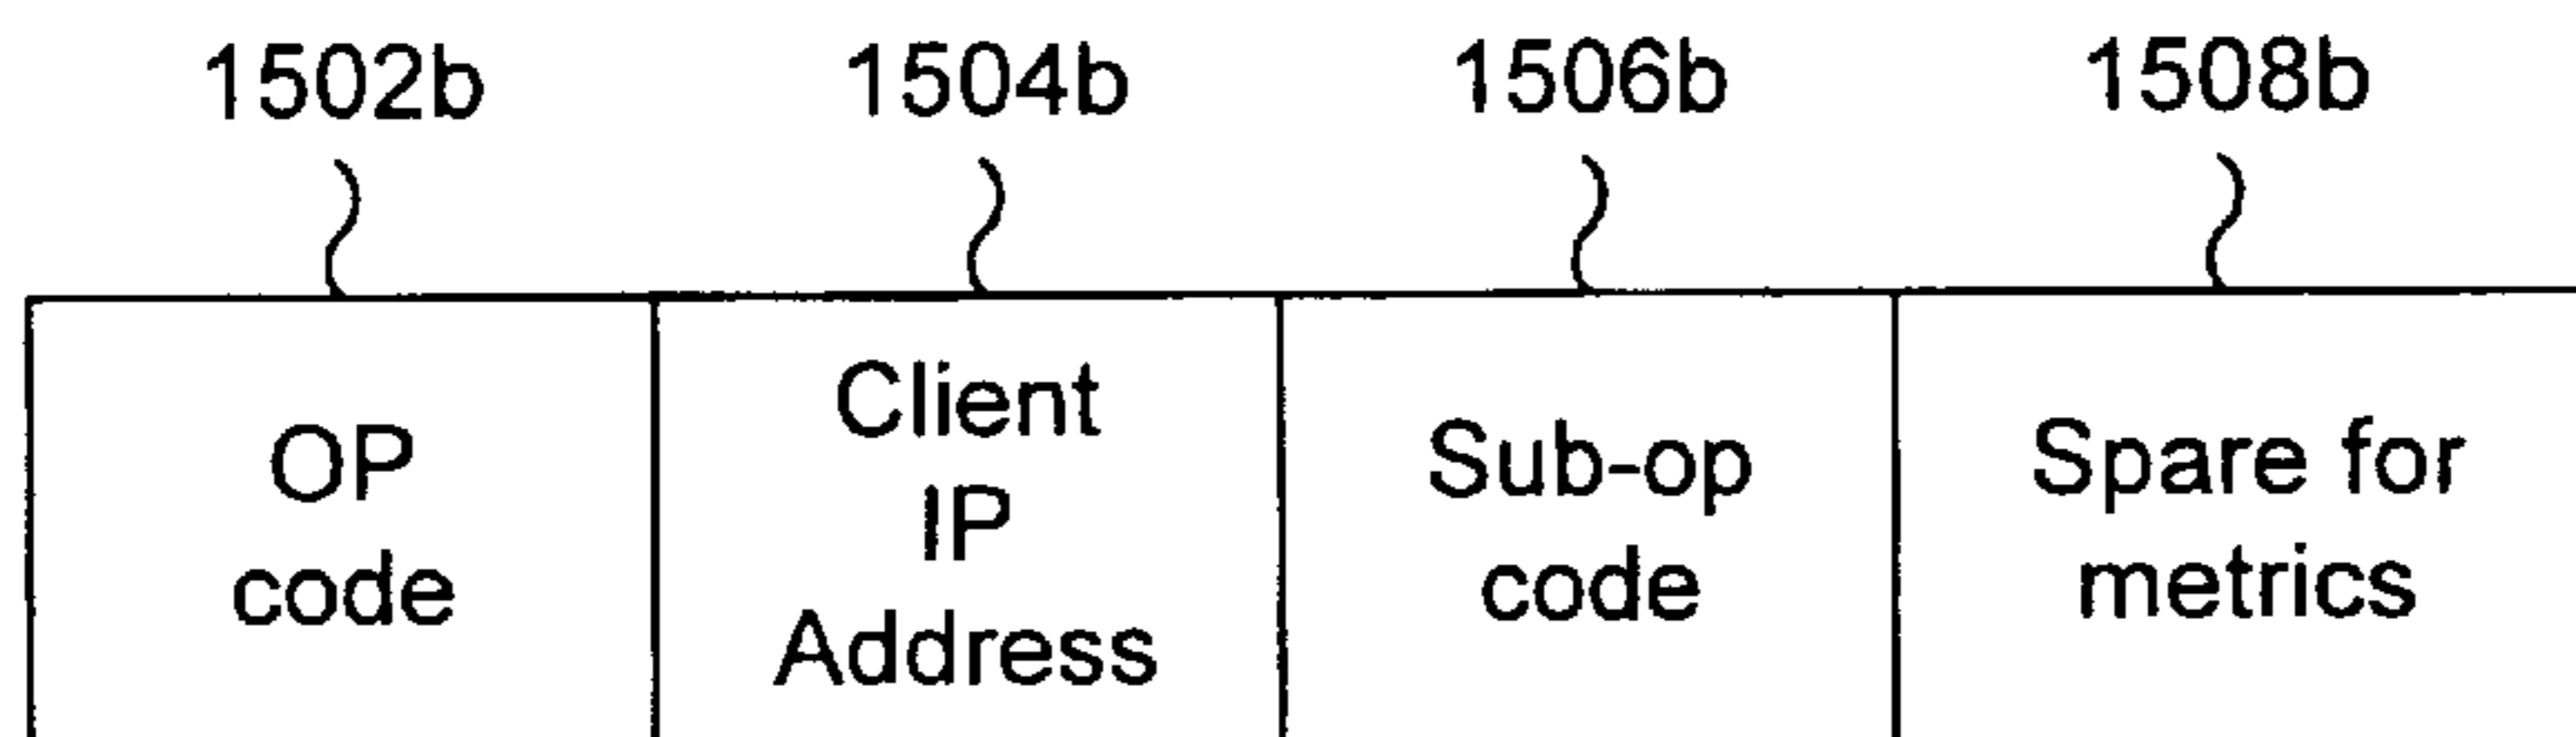 1502b 1504b 1506b 1508b
OP
code
Client
IP
Address
Sub-op
code
Spare for
metrics